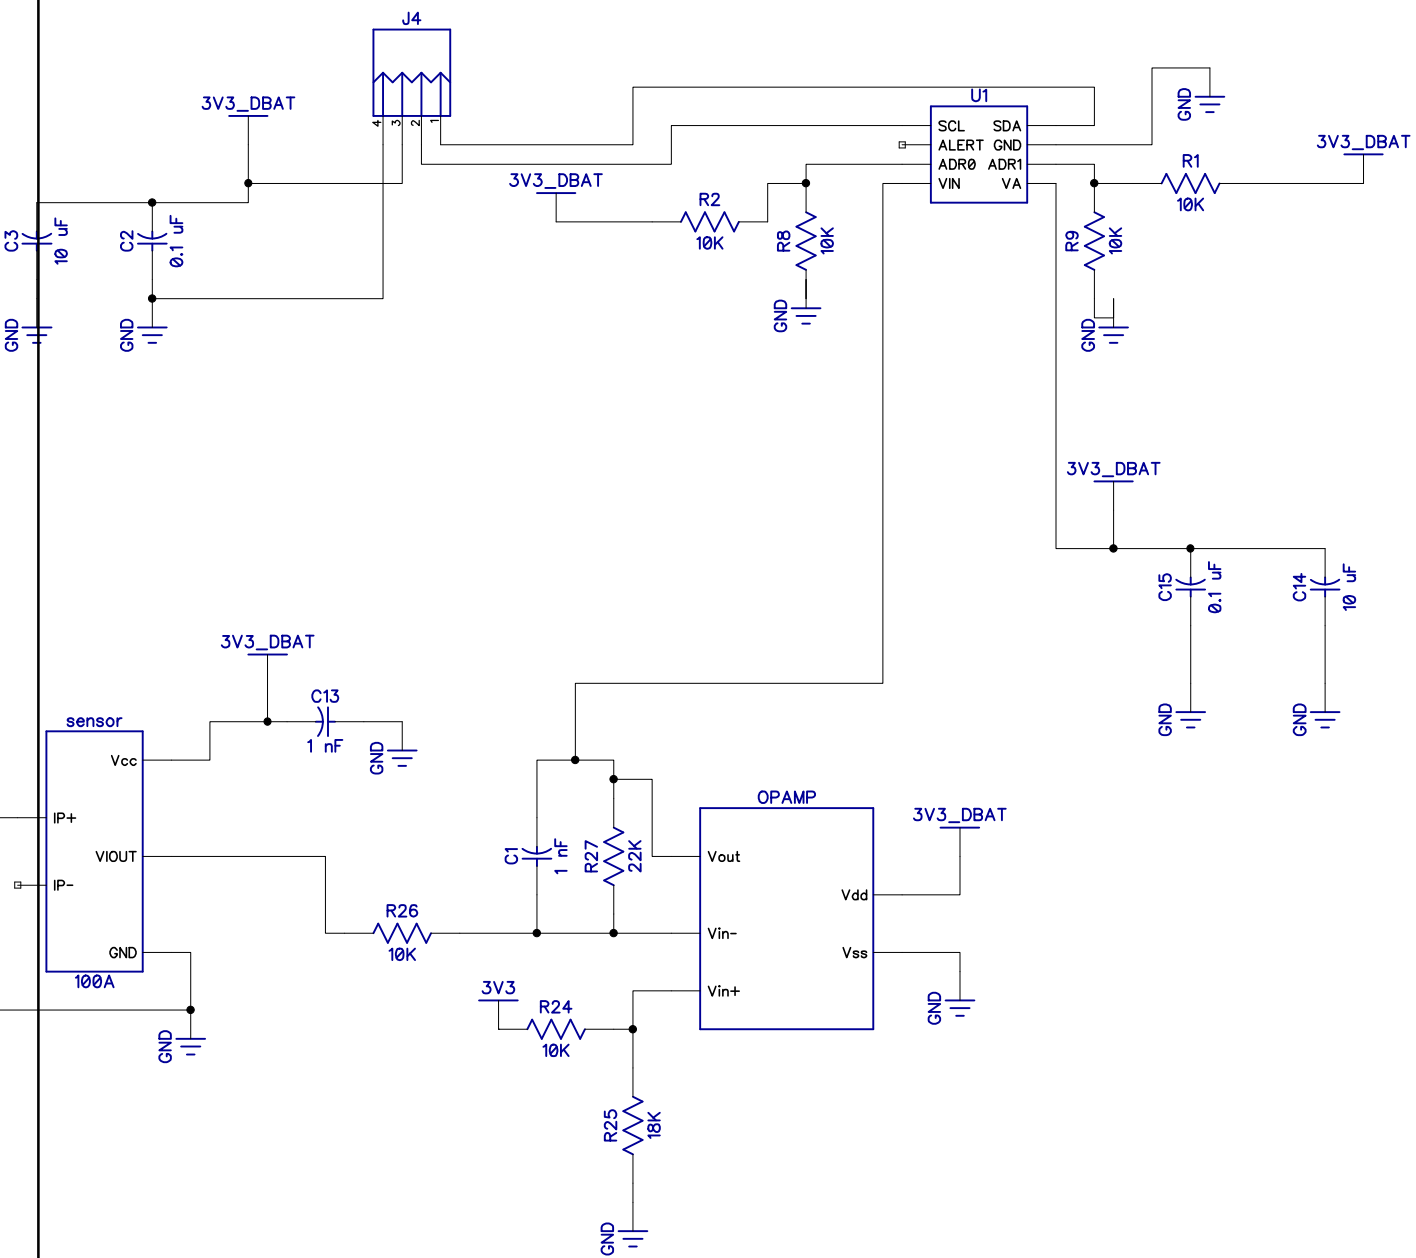 J4
4 3 2 1
3V3_DBAT
C3
10 uF
C2
0.1 uF
GND
GND
U1
SCL SDA
ALERT GND
ADR0 ADR1
VIN VA
GND
3V3_DBAT
R1
10K
3V3_DBAT
R2
10K
R8
10K
GND
R9
10K
GND
3V3_DBAT
C15
0.1 uF
C14
10 uF
GND
GND
3V3_DBAT
C13
1 nF
GND
sensor
Vcc
IP+
VIOUT
IP-
GND
100A
GND
R26
10K
C1
1 nF
R27
22K
OPAMP
Vout
Vdd
Vin-
Vss
Vin+
3V3_DBAT
GND
3V3
R24
10K
R25
18K
GND